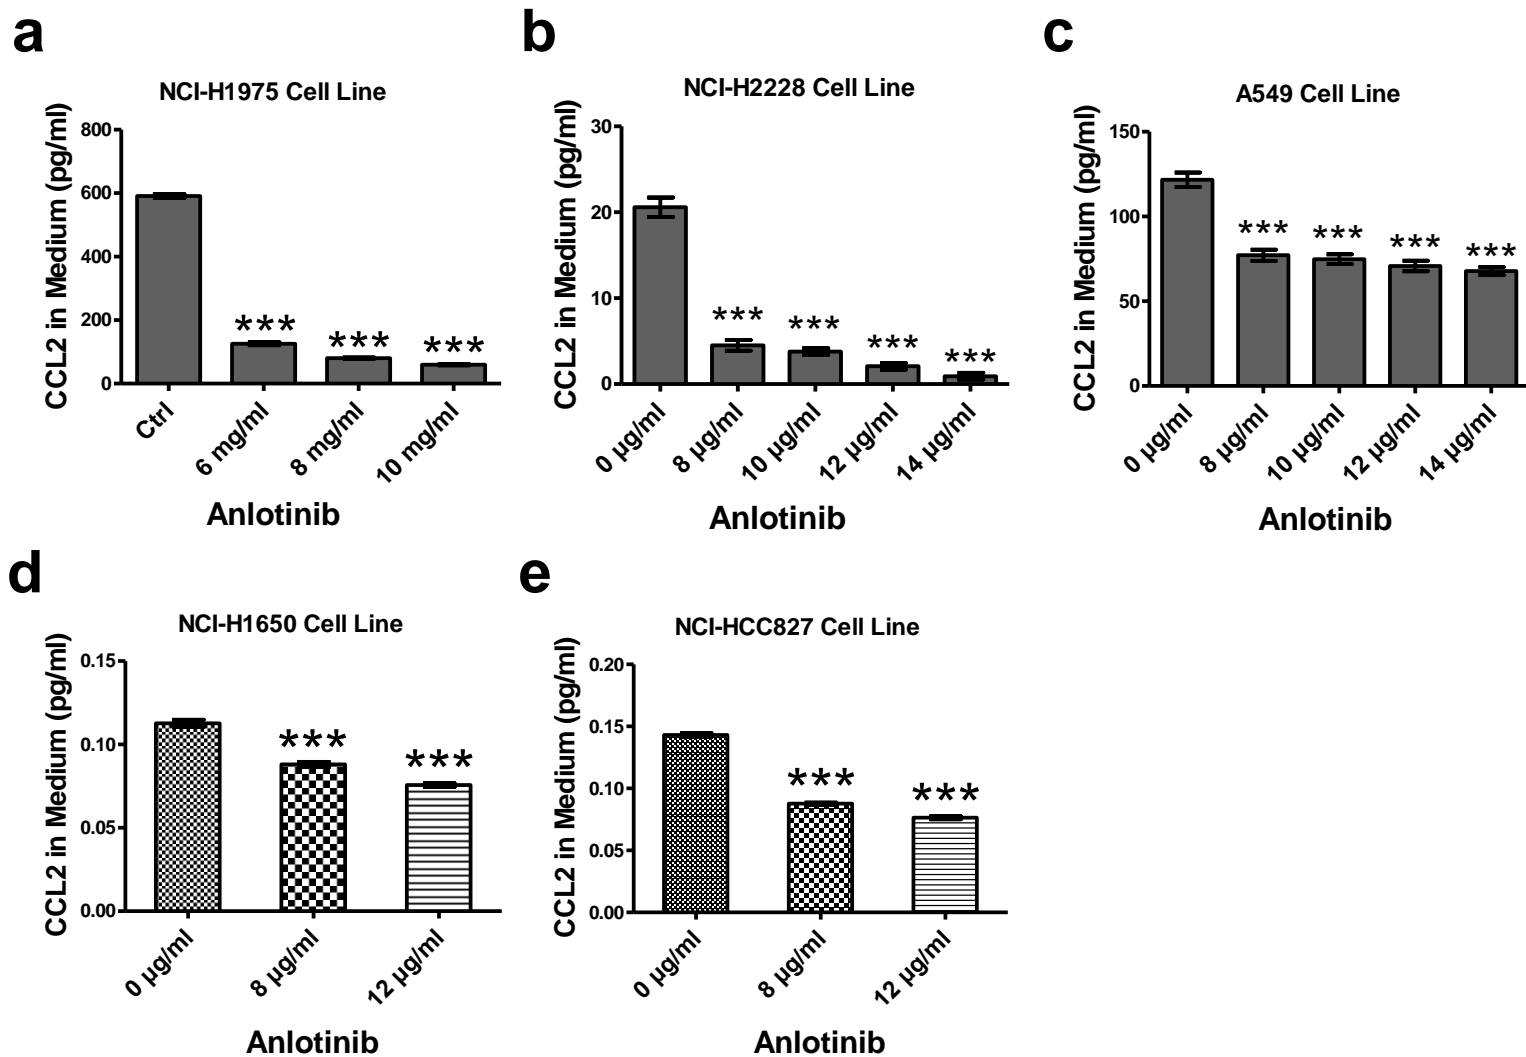 a
NCI-H1975 Cell Line
CCL2 in Medium (pg/ml)
800
600
400
200
0
***
***
***
Ctrl
6 mg/ml
8 mg/ml
10 mg/ml
Anlotinib
b
NCI-H2228 Cell Line
CCL2 in Medium (pg/ml)
30
20
10
0
***
***
***
***
0 µg/ml
8 µg/ml
10 µg/ml
12 µg/ml
14 µg/ml
Anlotinib
c
A549 Cell Line
CCL2 in Medium (pg/ml)
150
100
50
0
***
***
***
***
0 µg/ml
8 µg/ml
10 µg/ml
12 µg/ml
14 µg/ml
Anlotinib
d
NCI-H1650 Cell Line
CCL2 in Medium (pg/ml)
0.15
0.10
0.05
0.00
***
***
0 µg/ml
8 µg/ml
12 µg/ml
Anlotinib
e
NCI-HCC827 Cell Line
CCL2 in Medium (pg/ml)
0.20
0.15
0.10
0.05
0.00
***
***
0 µg/ml
8 µg/ml
12 µg/ml
Anlotinib